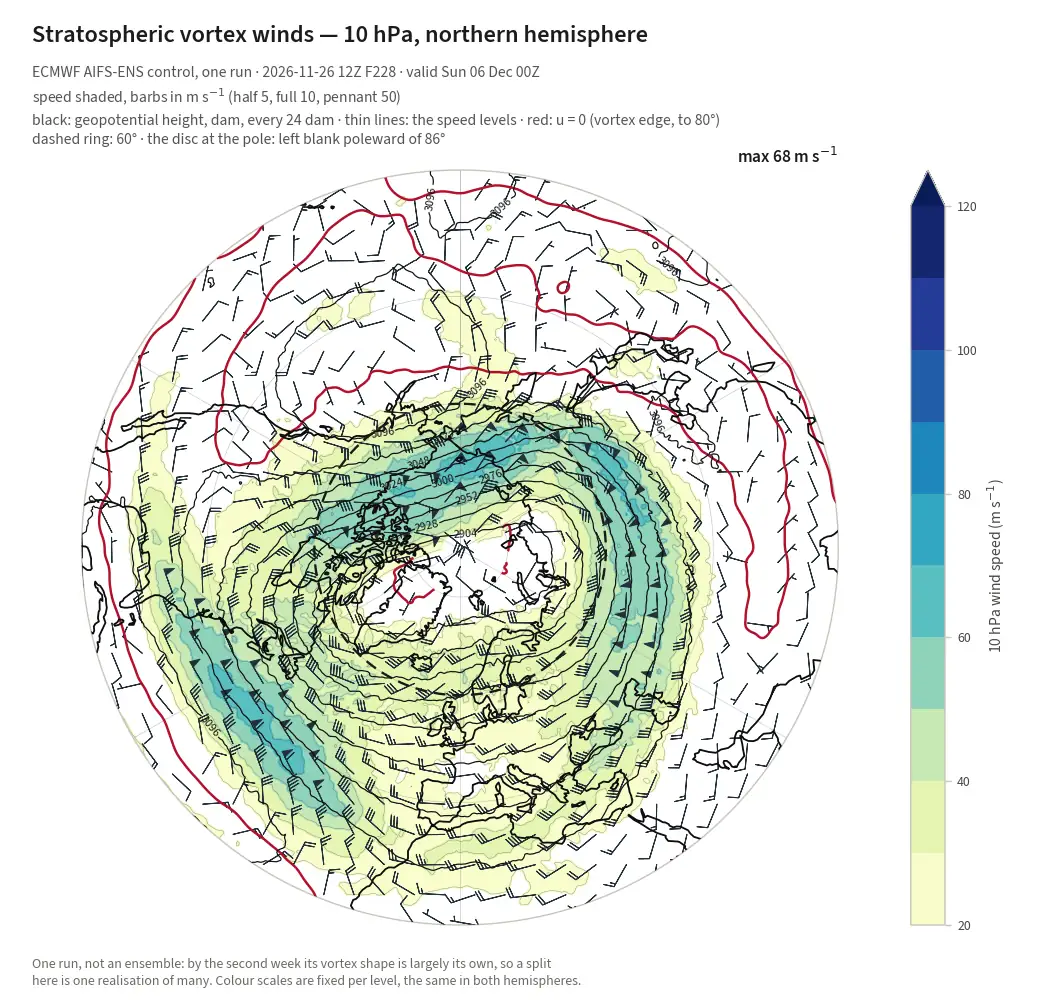 Stratospheric vortex winds — 10 hPa, northern hemisphere
ECMWF AIFS-ENS control, one run · 2026-11-26 12Z F228 · valid Sun 06 Dec 00Z
speed shaded, barbs in m s⁻¹ (half 5, full 10, pennant 50)
black: geopotential height, dam, every 24 dam · thin lines: the speed levels · red: u = 0 (vortex edge, to 80°)
dashed ring: 60° · the disc at the pole: left blank poleward of 86°
max 68 m s⁻¹
120
100
80
60
40
20
10 hPa wind speed (m s⁻¹)
3096
3096
3096
3096
3096
3096
3048
3024
3000
2976
2952
2928
2904
3096
One run, not an ensemble: by the second week its vortex shape is largely its own, so a split
here is one realisation of many. Colour scales are fixed per level, the same in both hemispheres.